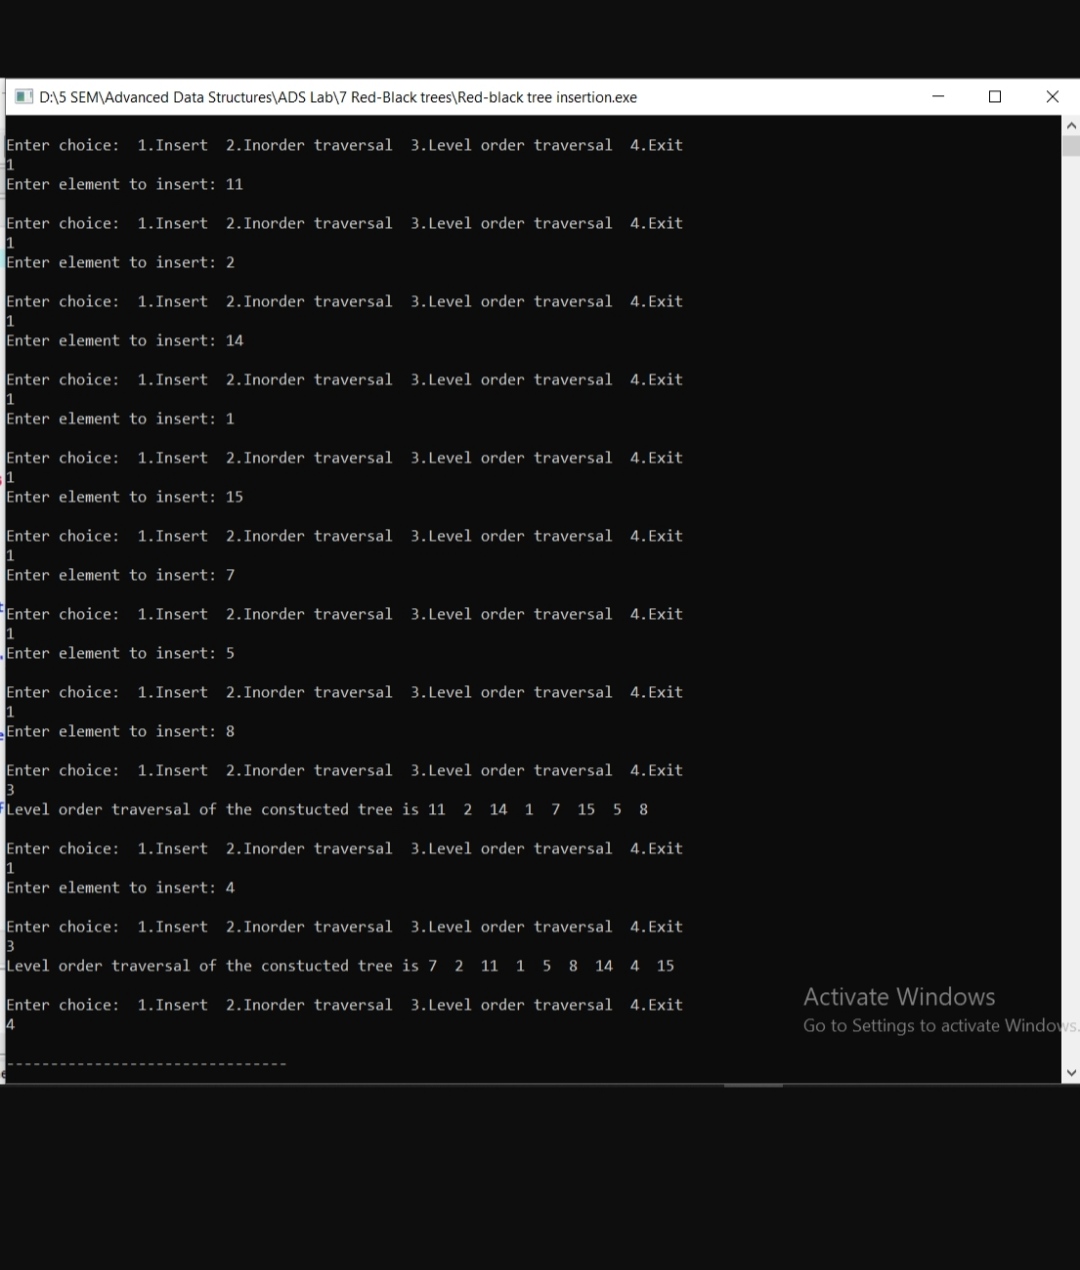 D:\5 SEM\Advanced Data Structures\ADS Lab\7 Red-Black trees\Red-black tree insertion.exe
Enter choice:  1.Insert  2.Inorder traversal  3.Level order traversal  4.Exit
1
Enter element to insert: 11
Enter choice:  1.Insert  2.Inorder traversal  3.Level order traversal  4.Exit
1
Enter element to insert: 2
Enter choice:  1.Insert  2.Inorder traversal  3.Level order traversal  4.Exit
1
Enter element to insert: 14
Enter choice:  1.Insert  2.Inorder traversal  3.Level order traversal  4.Exit
1
Enter element to insert: 1
Enter choice:  1.Insert  2.Inorder traversal  3.Level order traversal  4.Exit
1
Enter element to insert: 15
Enter choice:  1.Insert  2.Inorder traversal  3.Level order traversal  4.Exit
1
Enter element to insert: 7
Enter choice:  1.Insert  2.Inorder traversal  3.Level order traversal  4.Exit
1
Enter element to insert: 5
Enter choice:  1.Insert  2.Inorder traversal  3.Level order traversal  4.Exit
1
Enter element to insert: 8
Enter choice:  1.Insert  2.Inorder traversal  3.Level order traversal  4.Exit
3
Level order traversal of the constucted tree is 11  2  14  1  7  15  5  8
Enter choice:  1.Insert  2.Inorder traversal  3.Level order traversal  4.Exit
1
Enter element to insert: 4
Enter choice:  1.Insert  2.Inorder traversal  3.Level order traversal  4.Exit
3
Level order traversal of the constucted tree is 7  2  11  1  5  8  14  4  15
Enter choice:  1.Insert  2.Inorder traversal  3.Level order traversal  4.Exit
4
--------------------------------
Activate Windows
Go to Settings to activate Windows.